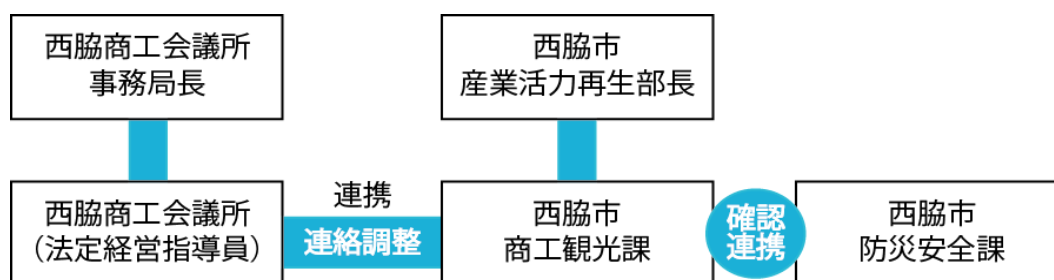 西脇商工会議所
事務局長
西脇市
産業活力再生部長
西脇商工会議所
（法定経営指導員）
連携
連絡調整
西脇市
商工観光課
確認
連携
西脇市
防災安全課